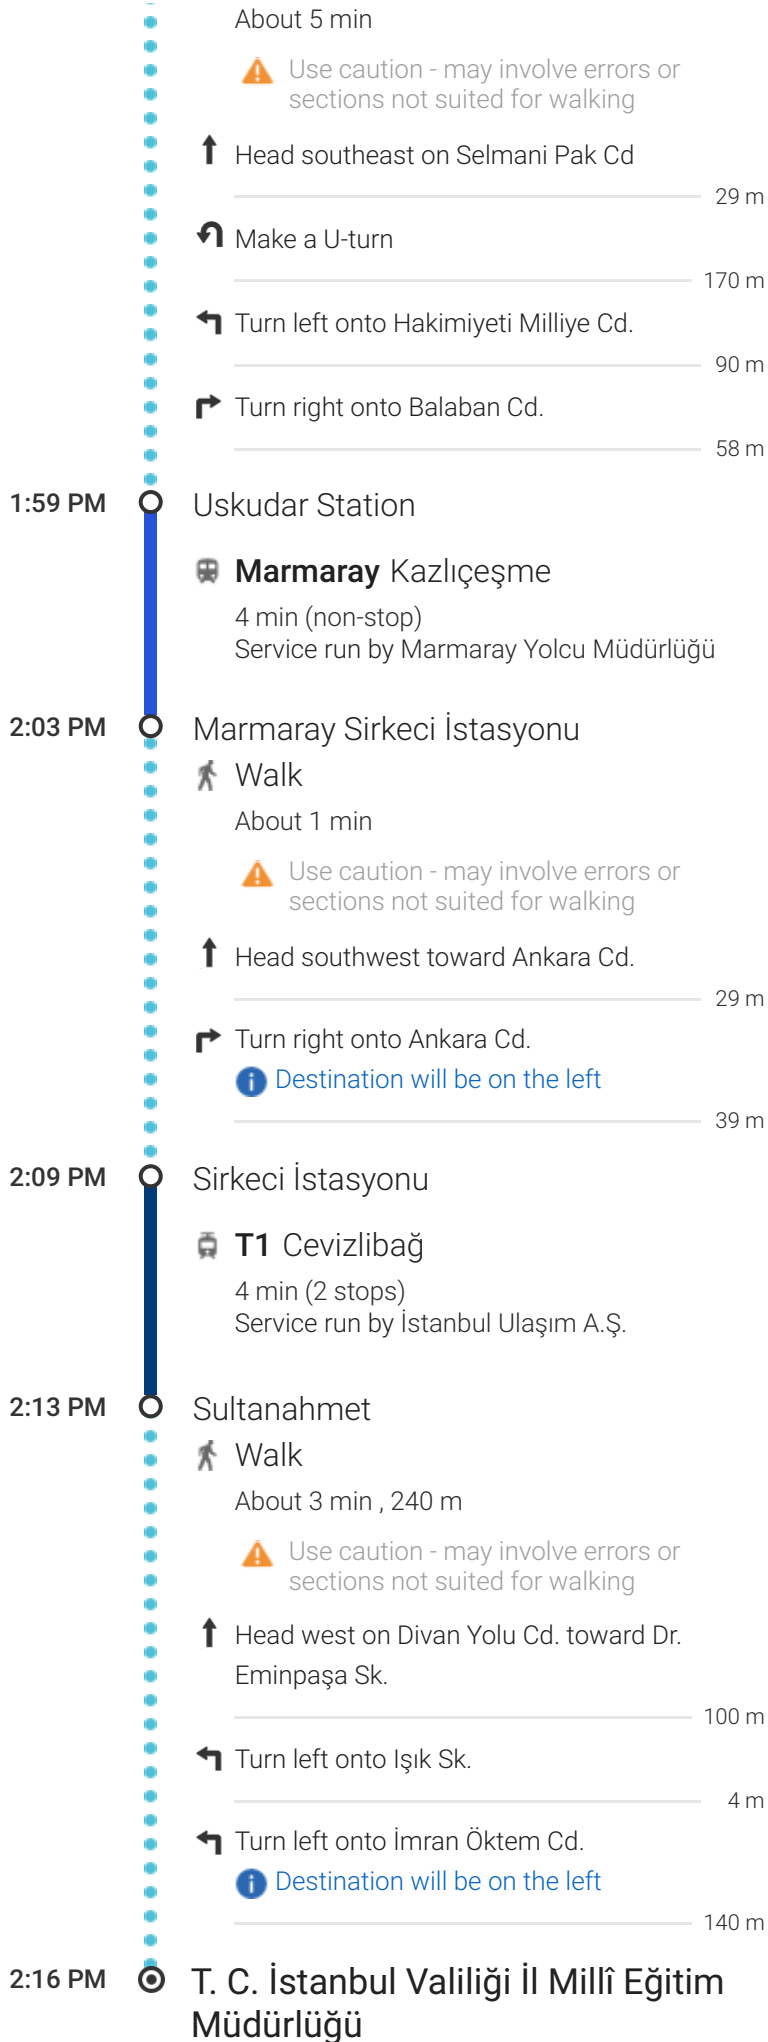 About 5 min
Use caution - may involve errors or
sections not suited for walking
Head southeast on Selmani Pak Cd
29 m
Make a U-turn
170 m
Turn left onto Hakimiyeti Milliye Cd.
90 m
Turn right onto Balaban Cd.
58 m
1:59 PM Uskudar Station
Marmaray Kazlıçeşme
4 min (non-stop)
Service run by Marmaray Yolcu Müdürlüğü
2:03 PM Marmaray Sirkeci İstasyonu
Walk
About 1 min
Use caution - may involve errors or
sections not suited for walking
Head southwest toward Ankara Cd.
29 m
Turn right onto Ankara Cd.
Destination will be on the left
39 m
2:09 PM Sirkeci İstasyonu
T1 Cevizlibağ
4 min (2 stops)
Service run by İstanbul Ulaşım A.Ş.
2:13 PM Sultanahmet
Walk
About 3 min , 240 m
Use caution - may involve errors or
sections not suited for walking
Head west on Divan Yolu Cd. toward Dr.
Eminpaşa Sk.
100 m
Turn left onto Işık Sk.
4 m
Turn left onto İmran Öktem Cd.
Destination will be on the left
140 m
2:16 PM T. C. İstanbul Valiliği İl Millî Eğitim
Müdürlüğü